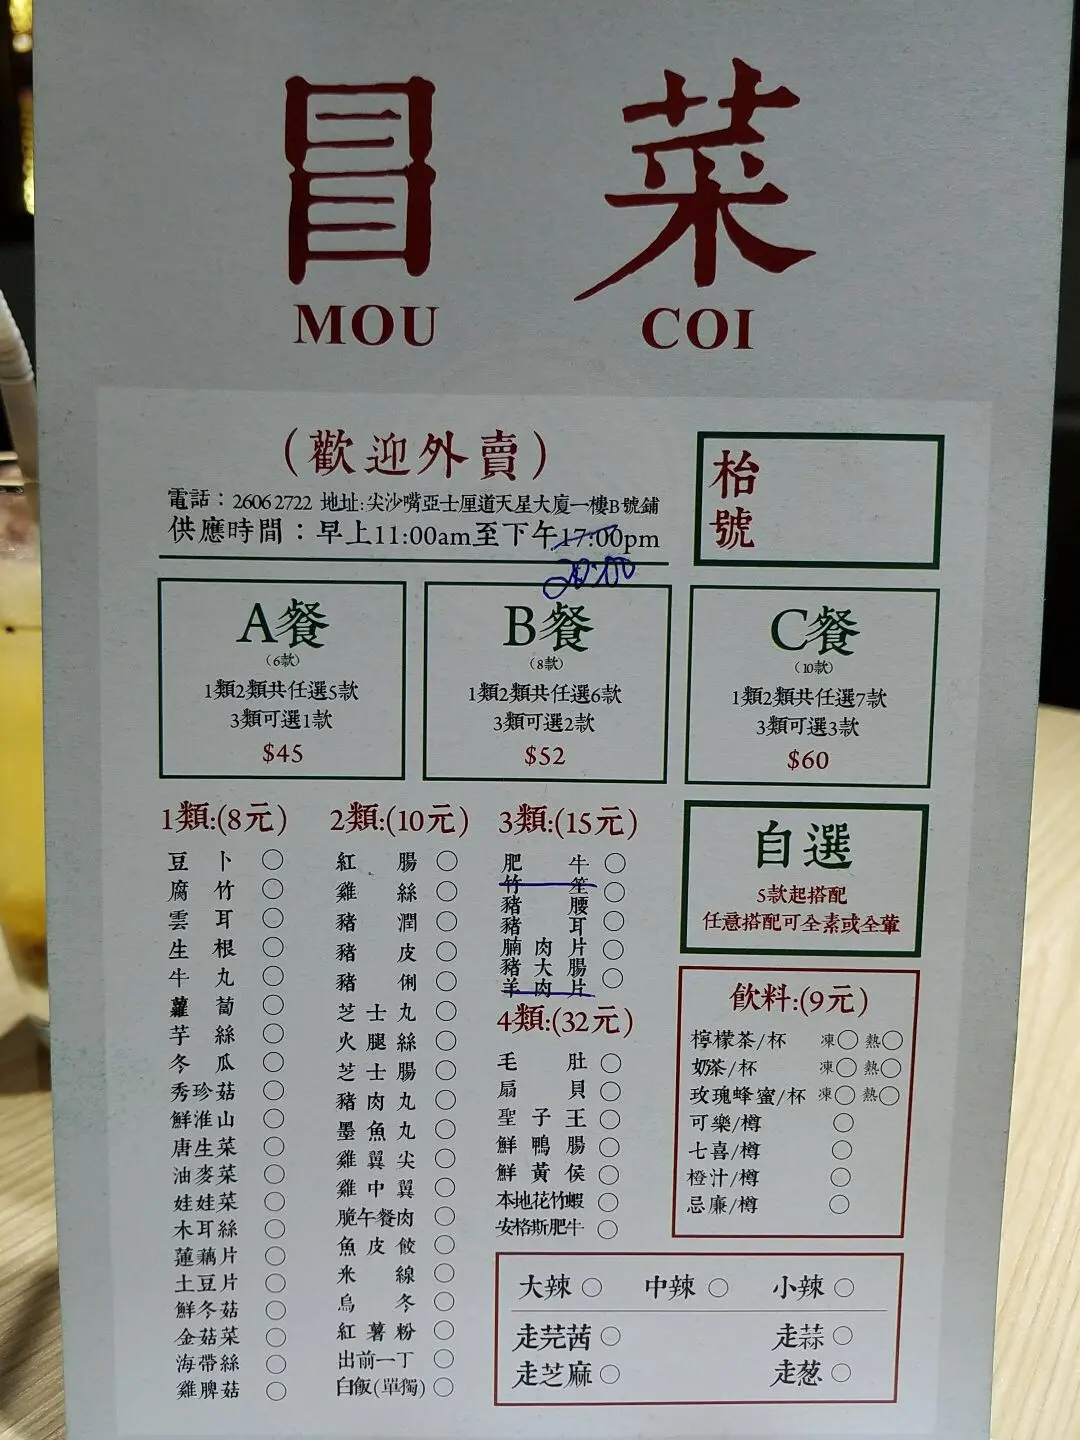 冒菜
MOU COI
(歡迎外賣)
電話：2606 2722 地址:尖沙嘴亞士厘道天星大廈一樓B號鋪
供應時間：早上11:00am至下午17:00pm
20:00
枱號
A餐
(6款)
1類2類共任選5款
3類可選1款
$45
B餐
(8款)
1類2類共任選6款
3類可選2款
$52
C餐
(10款)
1類2類共任選7款
3類可選3款
$60
1類:(8元)
豆卜
腐竹
雲耳
生根
牛丸
蘿蔔
芋絲
冬瓜
秀珍菇
鮮淮山
唐生菜
油麥菜
娃娃菜
木耳絲
蓮藕片
土豆片
鮮冬菇
金菇菜
海帶絲
雞脾菇
2類:(10元)
紅腸
雞絲
豬潤
豬皮
豬俐
芝士丸
火腿絲
芝士腸
豬肉丸
墨魚丸
雞翼尖
雞中翼
脆午餐肉
魚皮餃
米線
烏冬
紅薯粉
出前一丁
白飯(單獨)
3類:(15元)
肥牛
竹笙
豬腰
豬耳
腩肉片
豬大腸
羊肉片
4類:(32元)
毛肚
扇貝
聖子王
鮮鴨腸
鮮黃侯
本地花竹蝦
安格斯肥牛
自選
5款起搭配
任意搭配可全素或全葷
飲料:(9元)
檸檬茶/杯 凍 熱
奶茶/杯 凍 熱
玫瑰蜂蜜/杯 凍 熱
可樂/樽
七喜/樽
橙汁/樽
忌廉/樽
大辣 中辣 小辣
走芫茜 走蒜
走芝麻 走葱